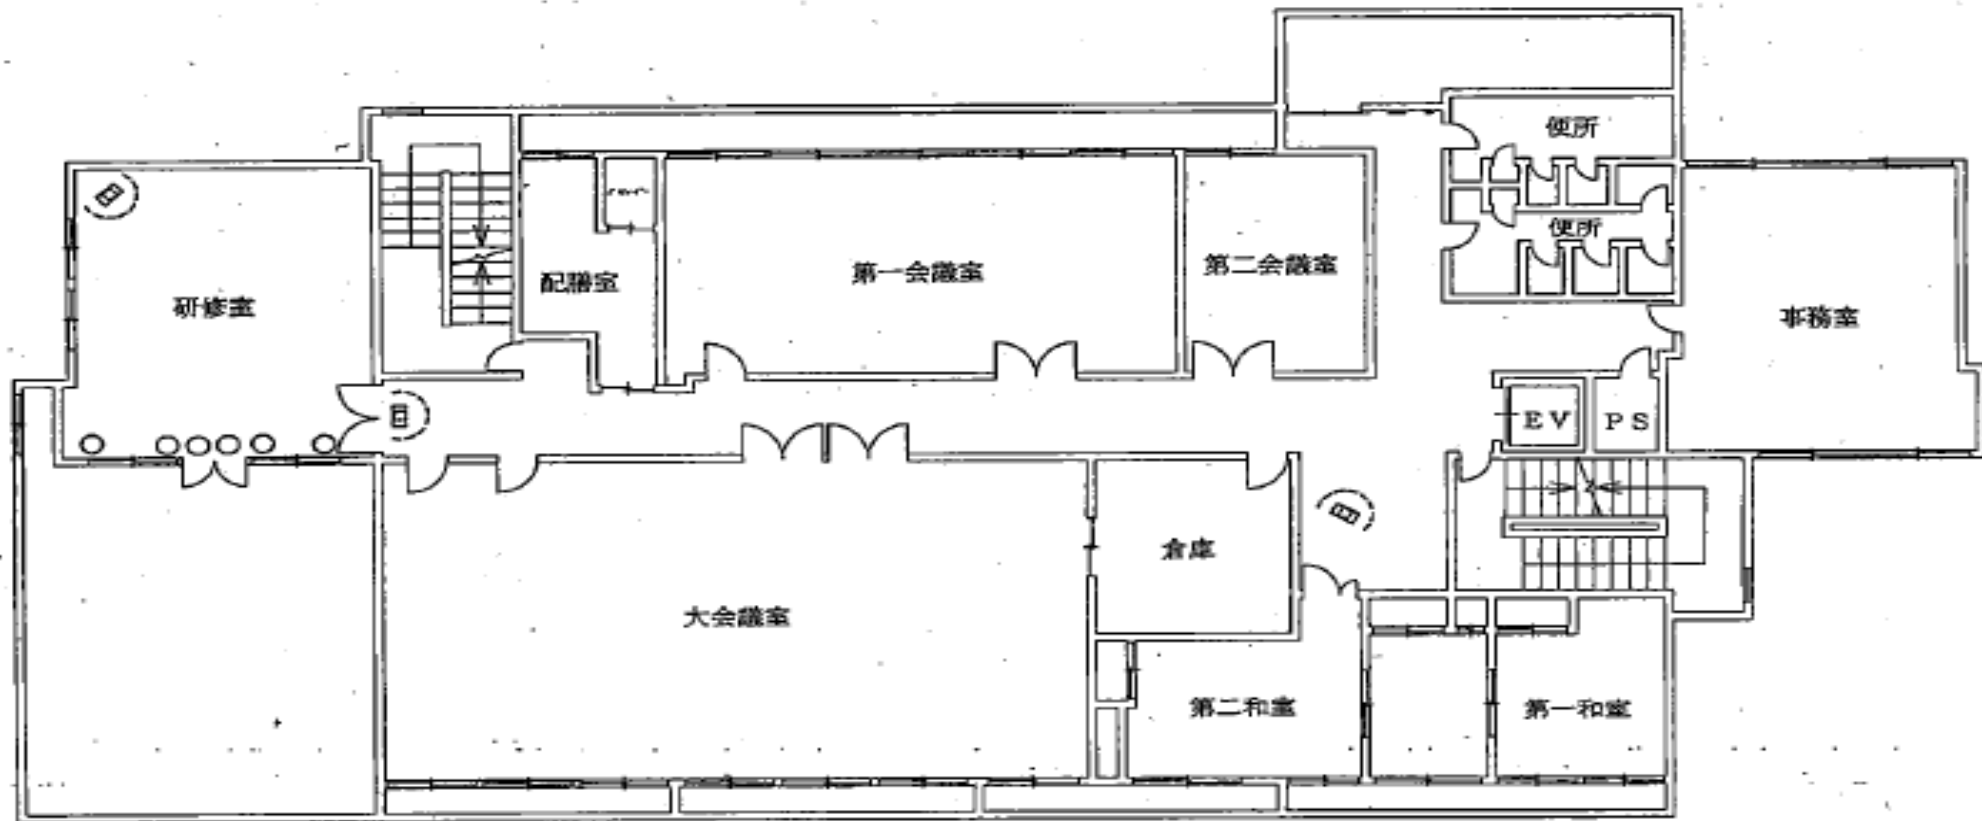 便所
便所
研修室
配膳室
第一会議室
第二会議室
事務室
EV
PS
倉庫
大会議室
第二和室
第一和室